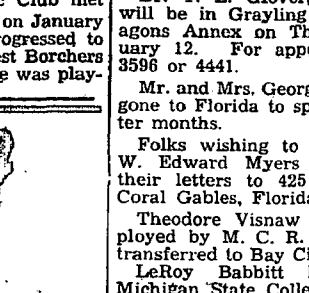 e Club met
on January
ogressed to
est Borchers
e was play-
will be in Grayling
agons Annex on Th
uary 12. For appo
3596 or 4441.
Mr. and Mrs. Georg
gone to Florida to sp
ter months.
Folks wishing to
W. Edward Myers
their letters to 425
Coral Gables, Florida
Theodore Visnaw
ployed by M. C. R.
transferred to Bay Ci
LeRoy Babbitt
Michigan State Colle